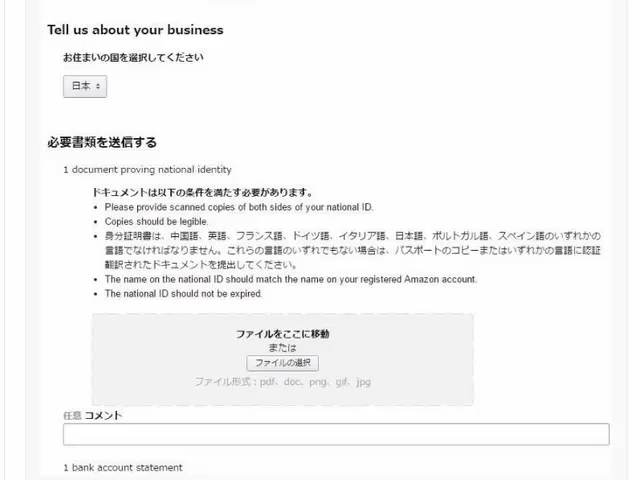 Tell us about your business
お住まいの国を選択してください
日本
必要書類を送信する
1 document proving national identity
ドキュメントは以下の条件を満たす必要があります。
Please provide scanned copies of both sides of your national ID.
Copies should be legible.
身分証明書は、中国語、英語、フランス語、ドイツ語、イタリア語、日本語、ポルトガル語、スペイン語のいずれかの
言語でなければなりません。これらの言語のいずれでもない場合は、パスポートのコピーまたはいずれかの言語に認証
翻訳されたドキュメントを提出してください。
The name on the national ID should match the name on your registered Amazon account.
The national ID should not be expired.
ファイルをここに移動
または
ファイルの選択
ファイル形式：pdf、doc、png、gif、jpg
任意 コメント
1 bank account statement